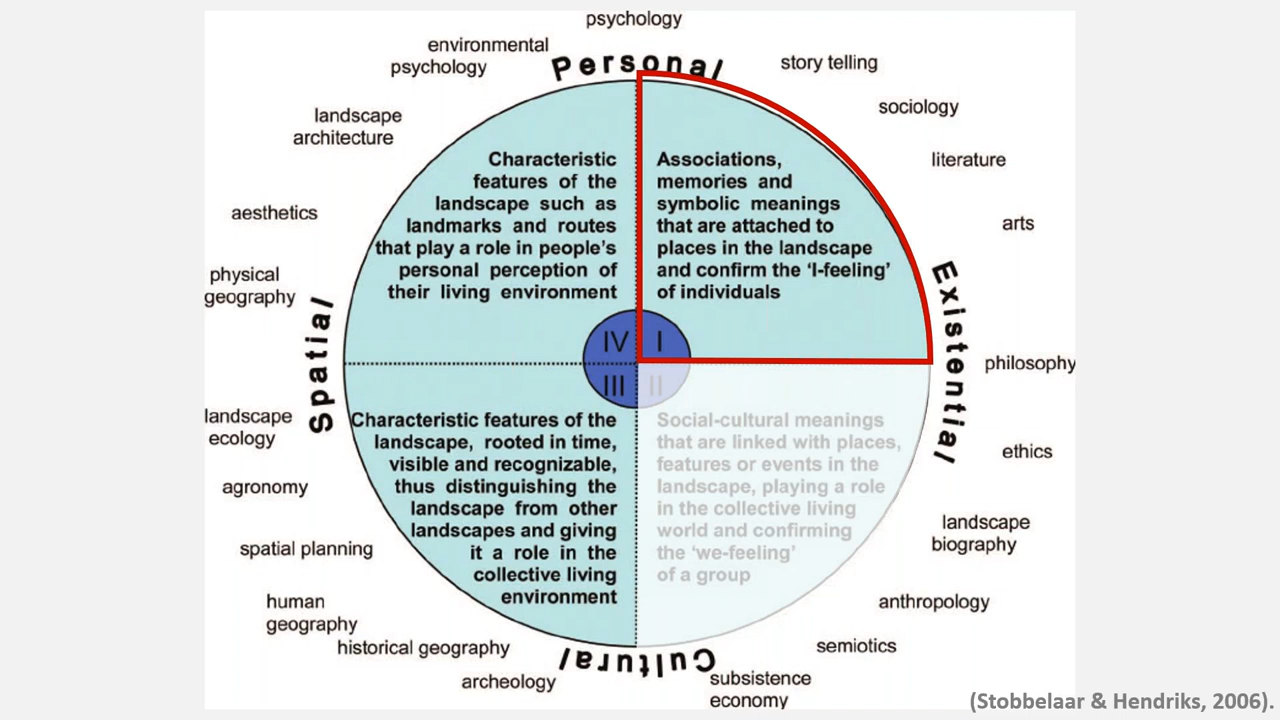 psychology
environmental
psychology
Personal
story telling
sociology
landscape
architecture
literature
aesthetics
arts
physical
geography
Characteristic
features of the
landscape such as
landmarks and routes
that play a role in people's
personal perception of
their living environment
Associations,
memories and
symbolic meanings
that are attached to
places in the landscape
and confirm the 'I-feeling'
of individuals
Spatial
IV
I
III
II
Existential
philosophy
landscape
ecology
agronomy
spatial planning
human
geography
historical geography
archeology
Characteristic features of the
landscape, rooted in time,
visible and recognizable,
thus distinguishing the
landscape from other
landscapes and giving
it a role in the
collective living
environment
Social-cultural meanings
that are linked with places,
features or events in the
landscape, playing a role
in the collective living
world and confirming
the 'we-feeling'
of a group
ethics
landscape
biography
anthropology
semiotics
Cultural
subsistence
economy
(Stobbelaar & Hendriks, 2006).